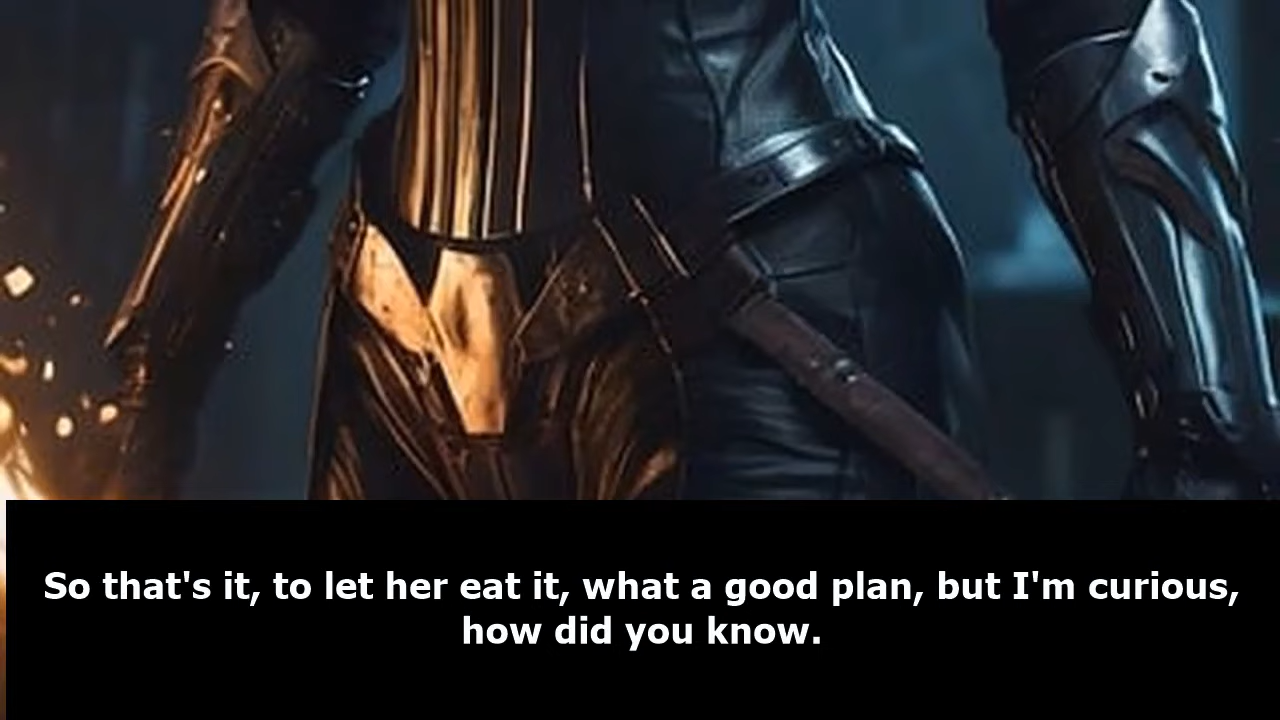 So that's it, to let her eat it, what a good plan, but I'm curious,
how did you know.